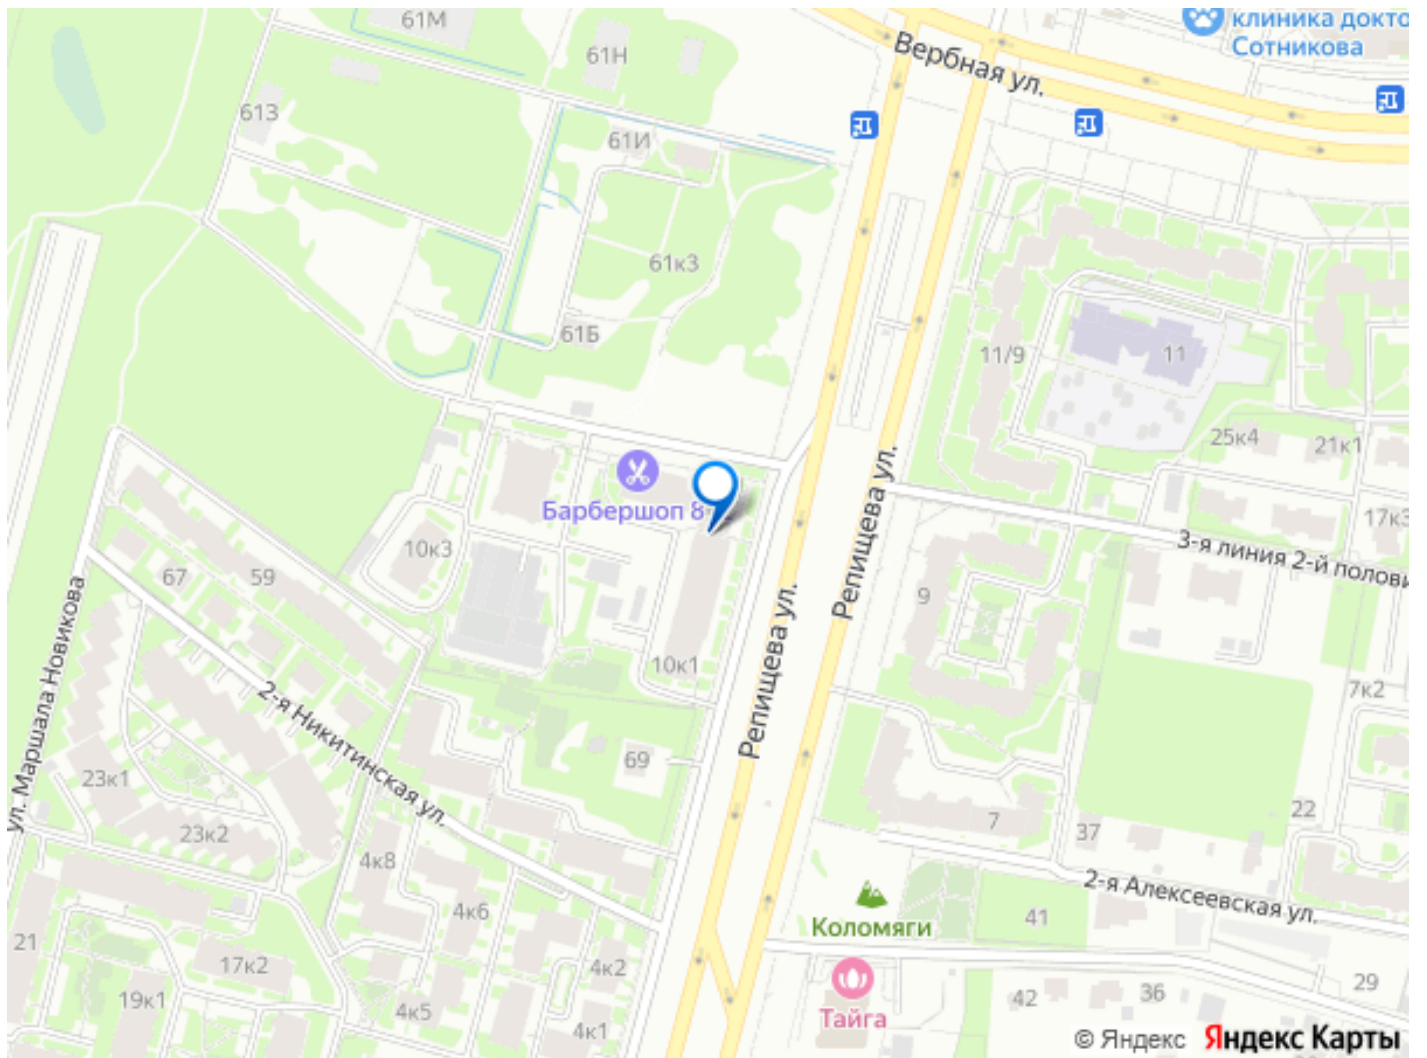 61М
клиника докто
Сотникова
61Н
Вербная ул.
613
61И
61к3
61Б
11/9
11
25к4
21к1
Барбершоп 8
Репищева ул.
17к3
3-я линия 2-й полови
10к3
67
59
9
ул. Маршала Новикова
Репищева ул.
10к1
7к2
2-я Никитинская ул.
69
23к1
23к2
7
37
22
4к8
2-я Алексеевская ул.
4к6
Коломяги
41
21
17к2
4к2
29
19к1
4к5
42
36
4к1
Тайга
© Яндекс Яндекс Карты